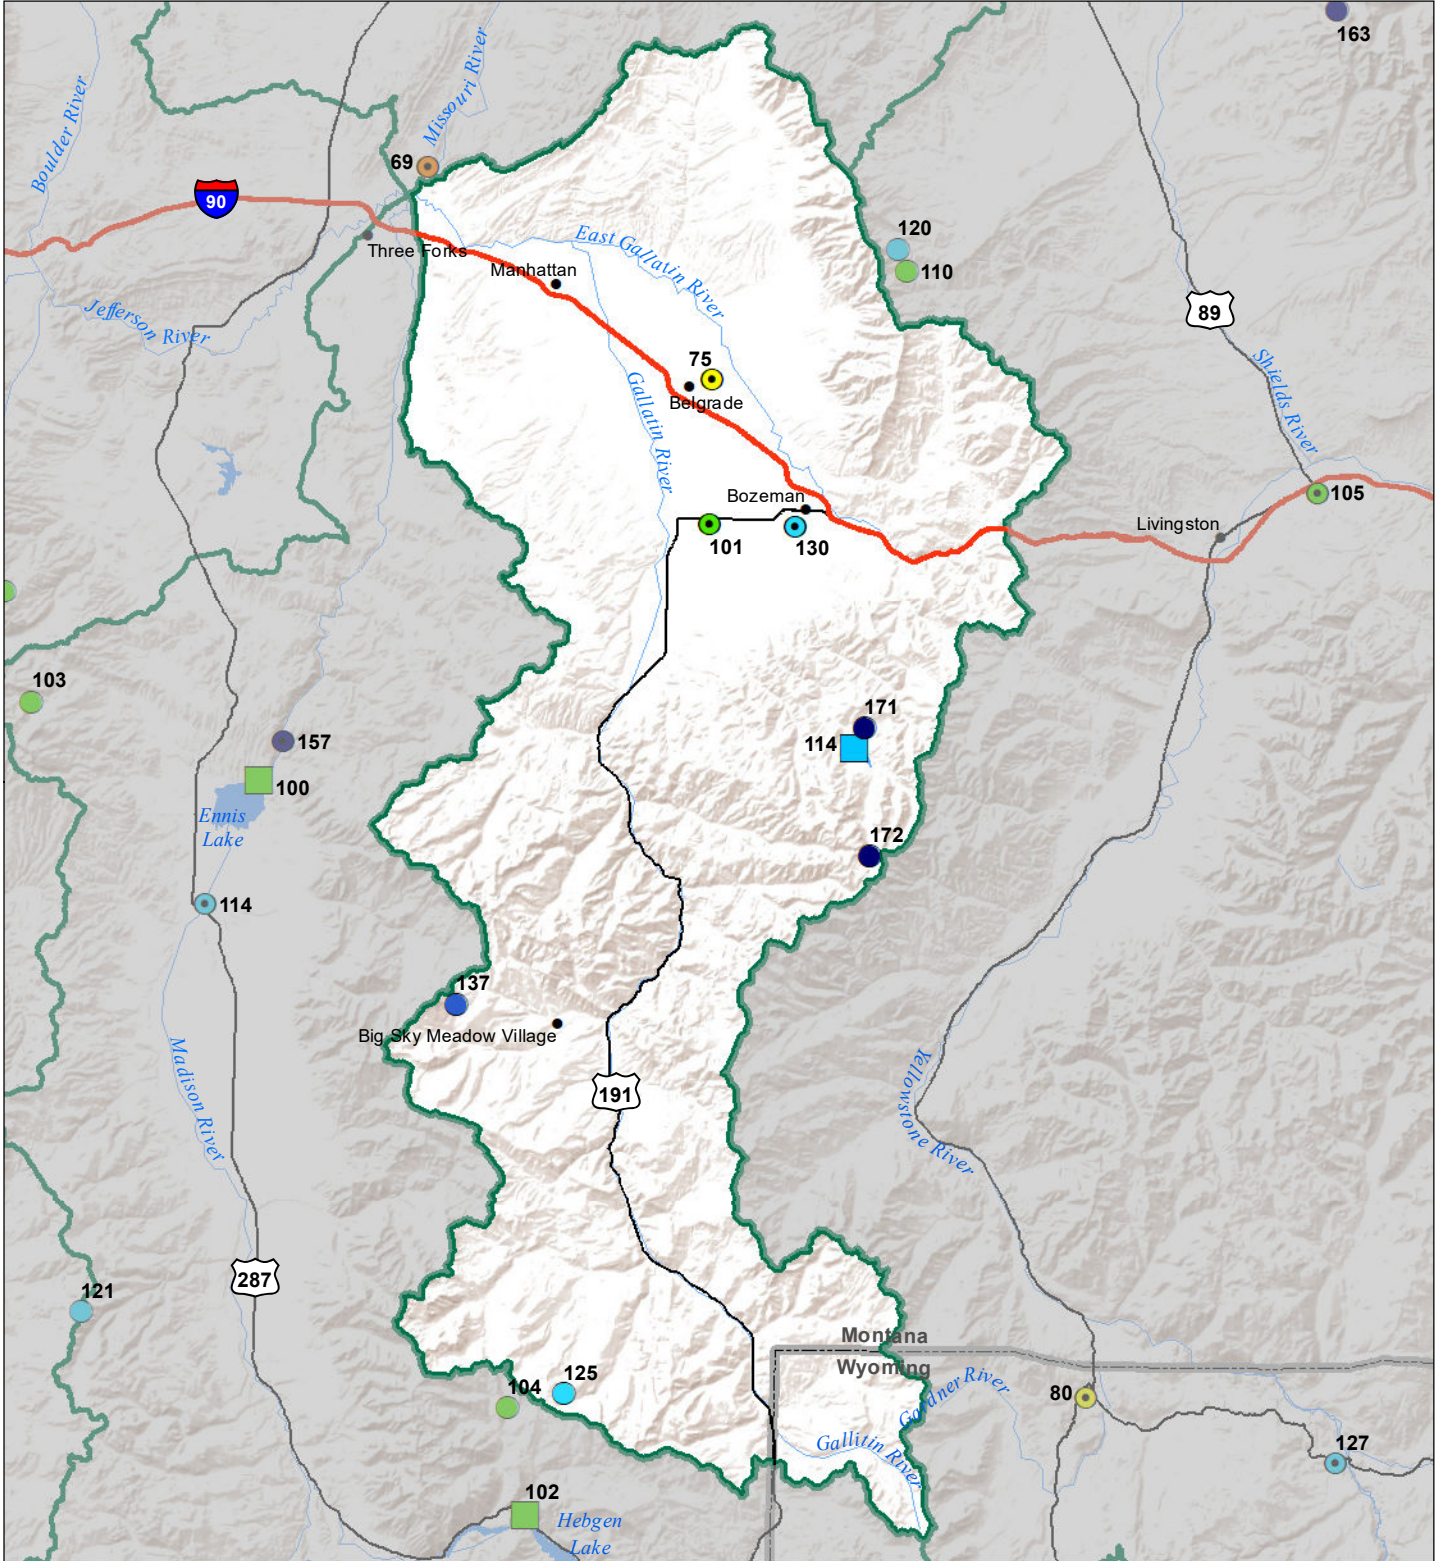 163
Missouri River
Boulder River
69
90
120
110
East Gallatin River
Three Forks
Manhattan
89
Jefferson River
75
Belgrade
Gallatin River
Shields River
Bozeman
105
Livingston
101
130
103
171
157
114
100
Ennis
Lake
172
114
137
Big Sky Meadow Village
Madison River
191
Yellowstone River
287
121
Montana
Wyoming
125
104
Gardner River
80
Gallitin River
127
102
Hebgen
Lake